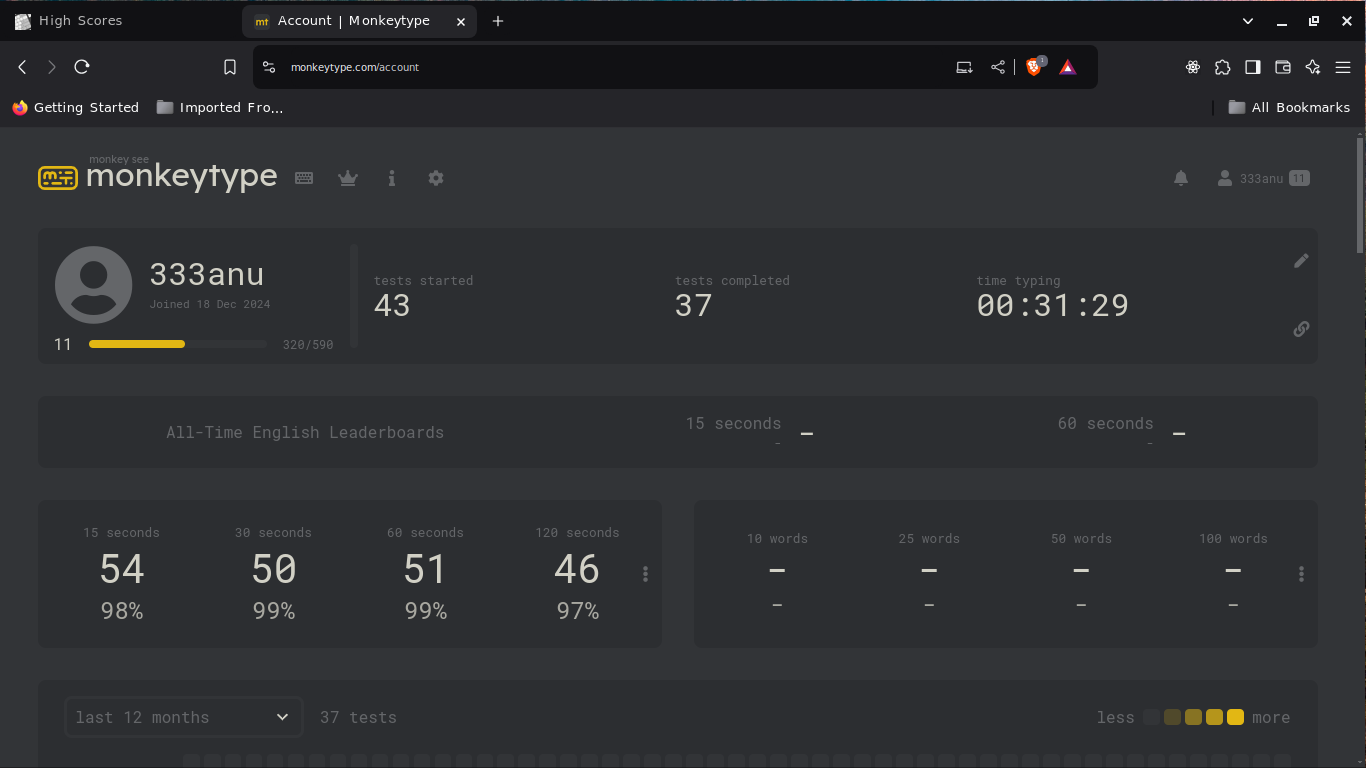 High Scores
mt Account | Monkeytype
monkeytype.com/account
1
Getting Started Imported Fro...
All Bookmarks
monkey see
monkeytype
333anu 11
333anu
Joined 18 Dec 2024
11 320/590
tests started
43
tests completed
37
time typing
00:31:29
All-Time English Leaderboards
15 seconds
-
–
60 seconds
-
–
15 seconds 30 seconds 60 seconds 120 seconds
54 50 51 46
98% 99% 99% 97%
10 words 25 words 50 words 100 words
– – – –
- - - -
last 12 months 37 tests less more